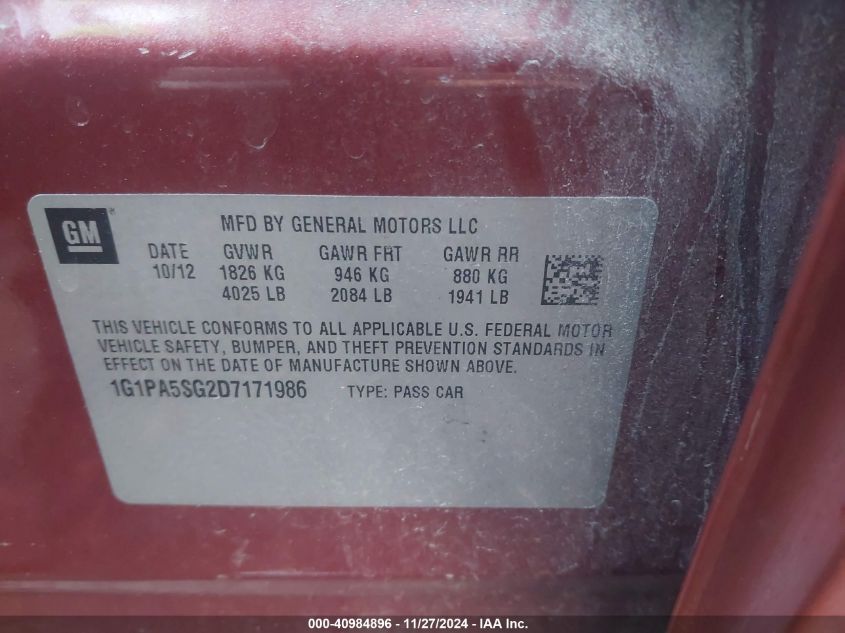 GM
MFD BY GENERAL MOTORS LLC
DATE GVWR GAWR FRT GAWR RR
10/12 1826 KG 946 KG 880 KG
4025 LB 2084 LB 1941 LB
THIS VEHICLE CONFORMS TO ALL APPLICABLE U.S. FEDERAL MOTOR
VEHICLE SAFETY, BUMPER, AND THEFT PREVENTION STANDARDS IN
EFFECT ON THE DATE OF MANUFACTURE SHOWN ABOVE.
1G1PA5SG2D7171986 TYPE: PASS CAR
000-40984896 - 11/27/2024 - IAA Inc.